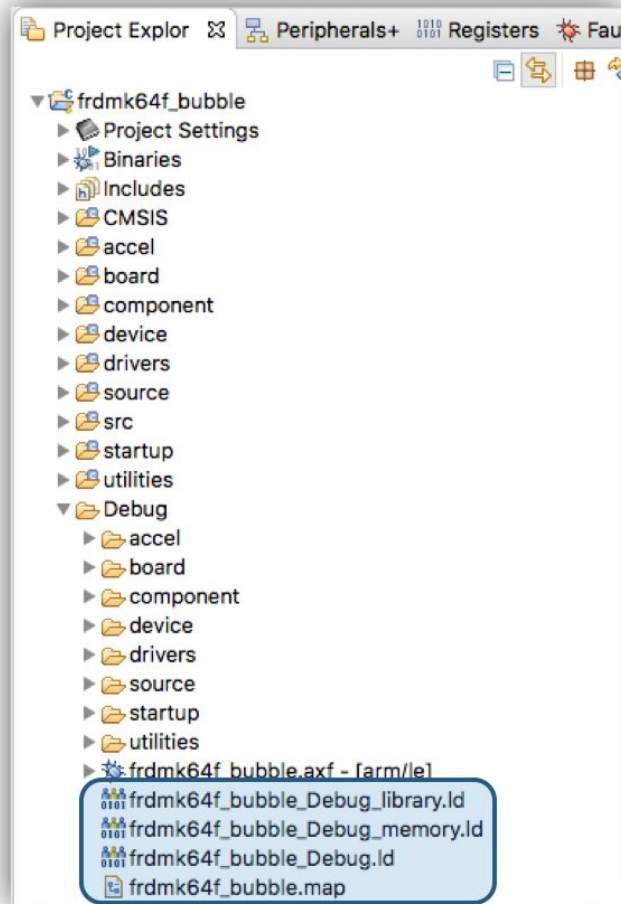 Project Explor Peripherals+ 1010 0101 Registers Fau
frdmk64f_bubble
Project Settings
Binaries
Includes
CMSIS
accel
board
component
device
drivers
source
src
startup
utilities
Debug
accel
board
component
device
drivers
source
startup
utilities
frdmk64f_bubble.axf - [arm/le]
frdmk64f_bubble_Debug_library.ld
frdmk64f_bubble_Debug_memory.ld
frdmk64f_bubble_Debug.ld
frdmk64f_bubble.map